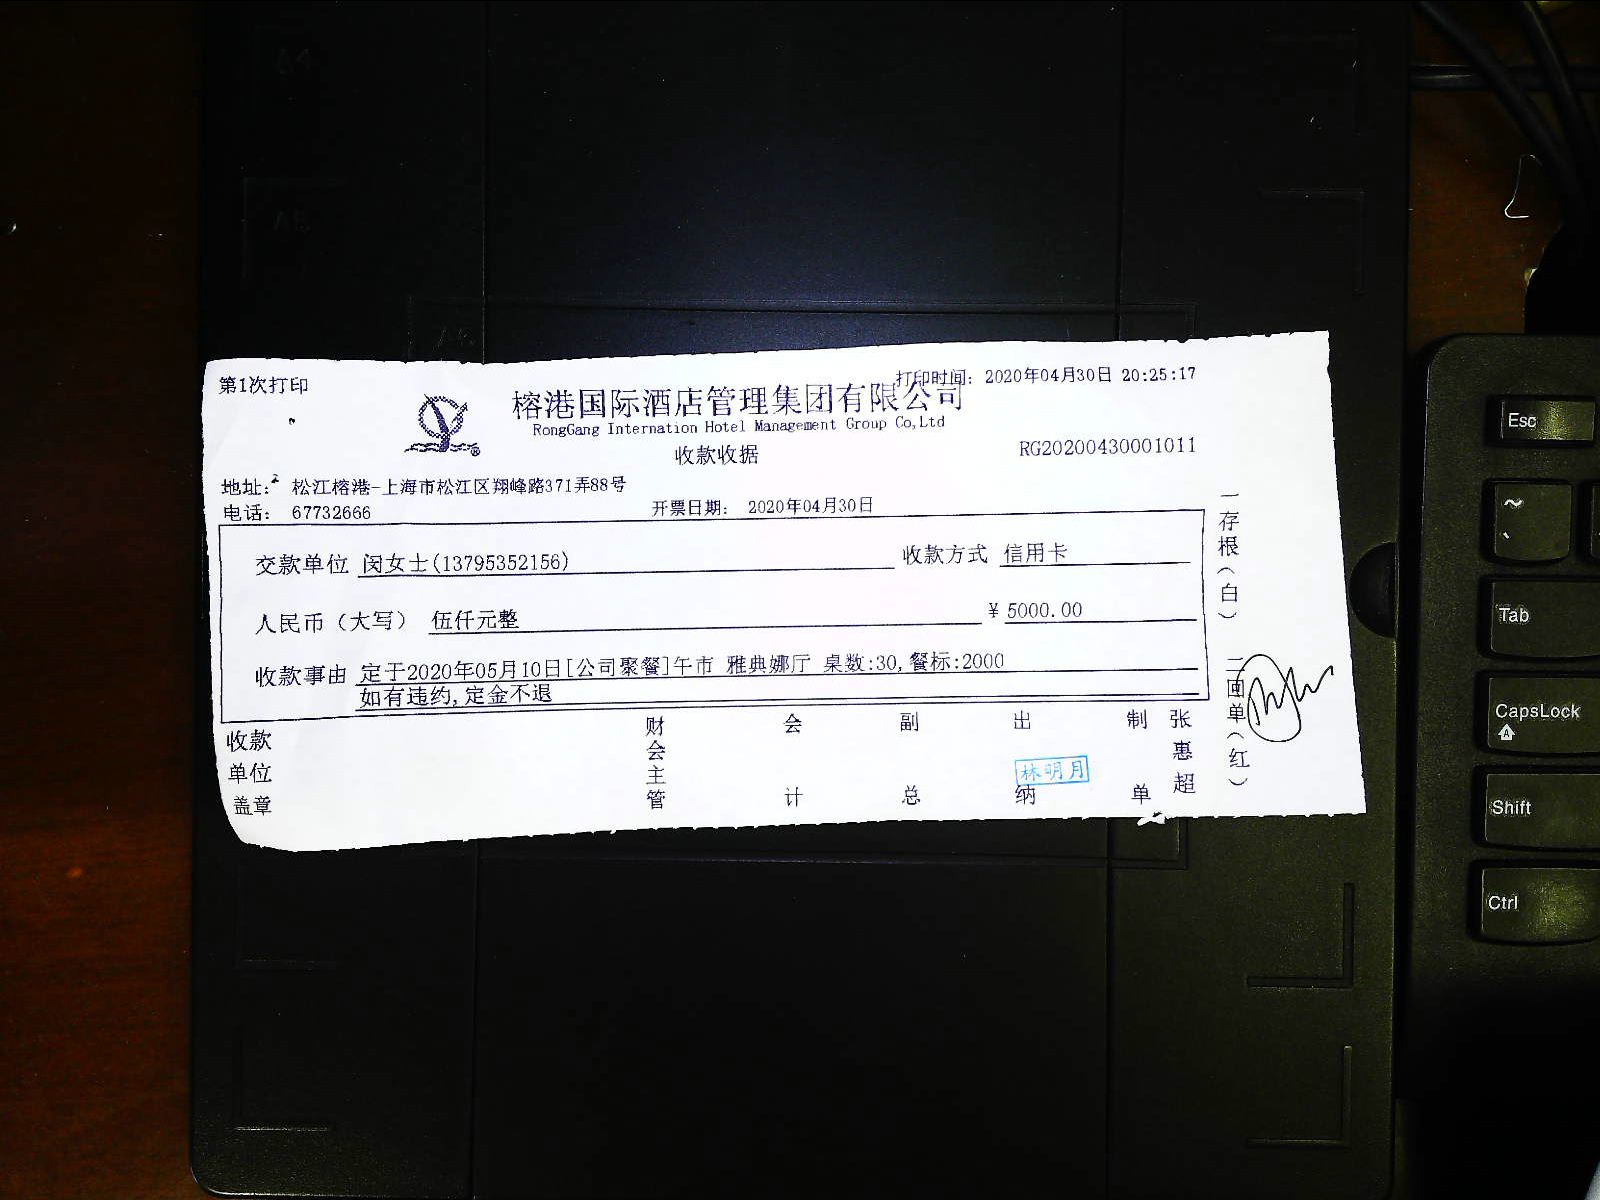 第1次打印
打印时间: 2020年04月30日 20:25:17
榕港国际酒店管理集团有限公司
RongGang Internation Hotel Management Group Co,Ltd
收款收据
RG20200430001011
地址: 松江榕港-上海市松江区翔峰路371弄88号
电话: 67732666
开票日期: 2020年04月30日
交款单位 闵女士(13795352156) 收款方式 信用卡
人民币（大写） 伍仟元整 ¥ 5000.00
收款事由 定于2020年05月10日[公司聚餐]午市 雅典娜厅 桌数:30,餐标:2000
如有违约,定金不退
收款单位盖章
财会主管
会计
副总
出纳
林明月
制单
张惠超
一存根（白）
二回单（红）
A4
A5
Esc
~
Tab
CapsLock
A
Shift
Ctrl